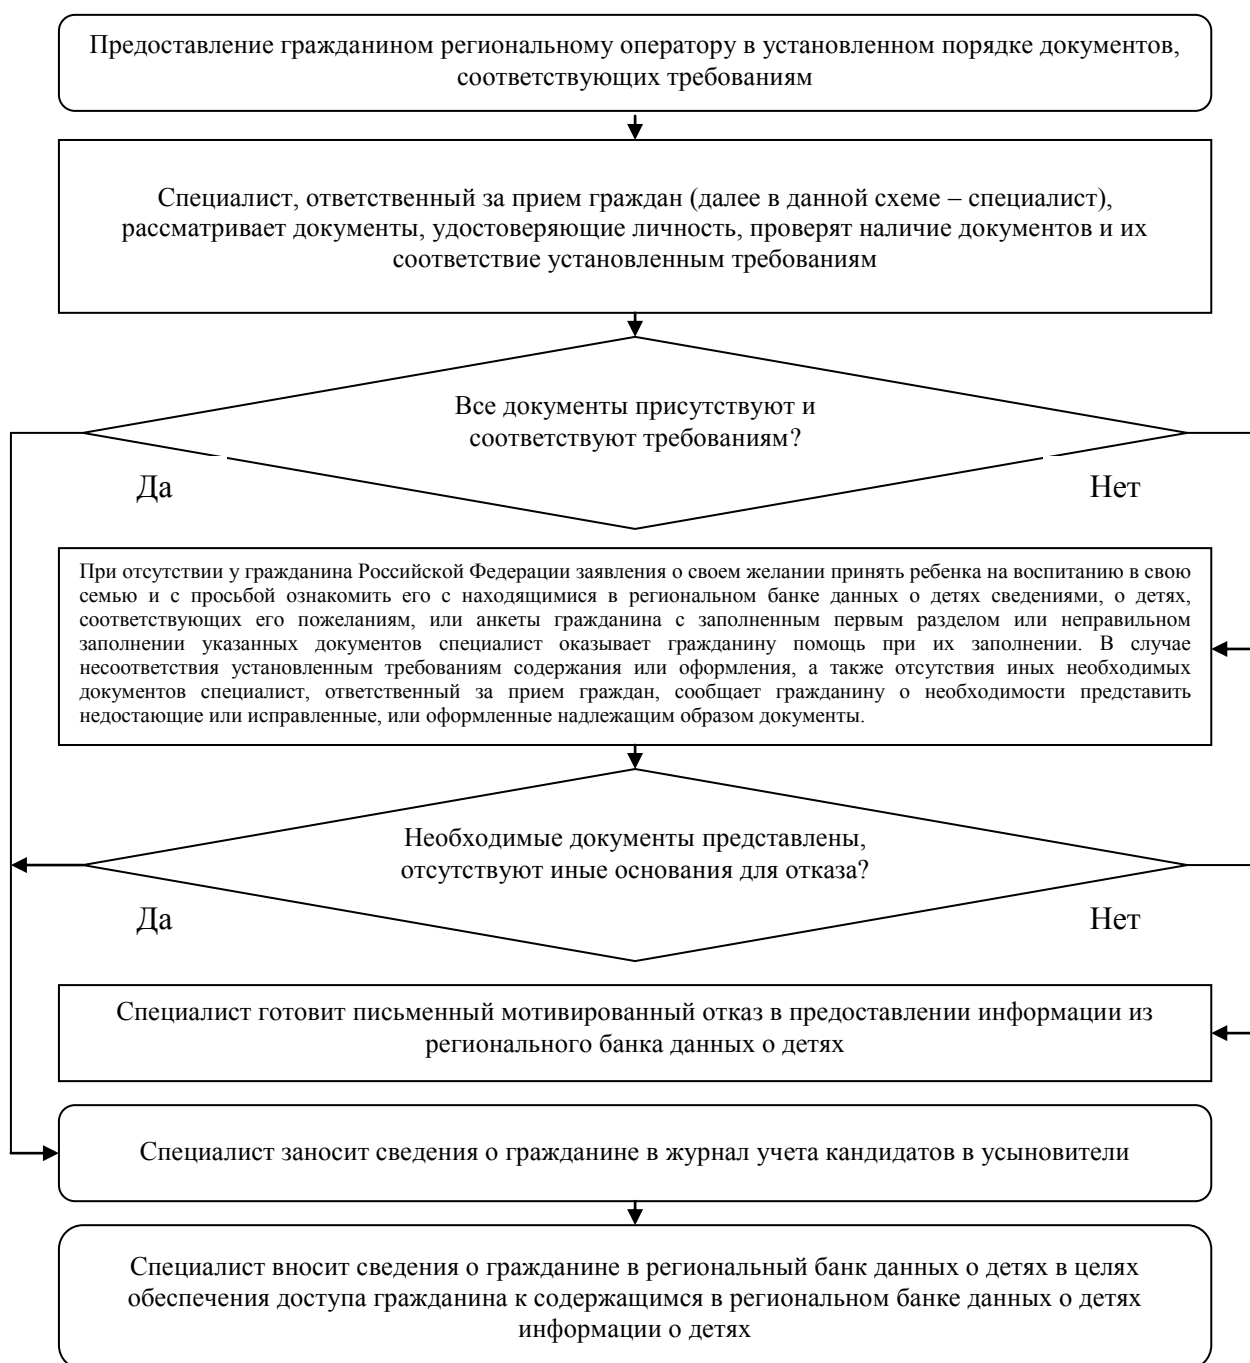 Предоставление гражданином региональному оператору в установленном порядке документов,
соответствующих требованиям
Специалист, ответственный за прием граждан (далее в данной схеме – специалист),
рассматривает документы, удостоверяющие личность, проверят наличие документов и их
соответствие установленным требованиям
Все документы присутствуют и
соответствуют требованиям?
Да
Нет
При отсутствии у гражданина Российской Федерации заявления о своем желании принять ребенка на воспитанию в свою
семью и с просьбой ознакомить его с находящимися в региональном банке данных о детях сведениями, о детях,
соответствующих его пожеланиям, или анкеты гражданина с заполненным первым разделом или неправильном
заполнении указанных документов специалист оказывает гражданину помощь при их заполнении. В случае
несоответствия установленным требованиям содержания или оформления, а также отсутствия иных необходимых
документов специалист, ответственный за прием граждан, сообщает гражданину о необходимости представить
недостающие или исправленные, или оформленные надлежащим образом документы.
Необходимые документы представлены,
отсутствуют иные основания для отказа?
Да
Нет
Специалист готовит письменный мотивированный отказ в предоставлении информации из
регионального банка данных о детях
Специалист заносит сведения о гражданине в журнал учета кандидатов в усыновители
Специалист вносит сведения о гражданине в региональный банк данных о детях в целях
обеспечения доступа гражданина к содержащимся в региональном банке данных о детях
информации о детях